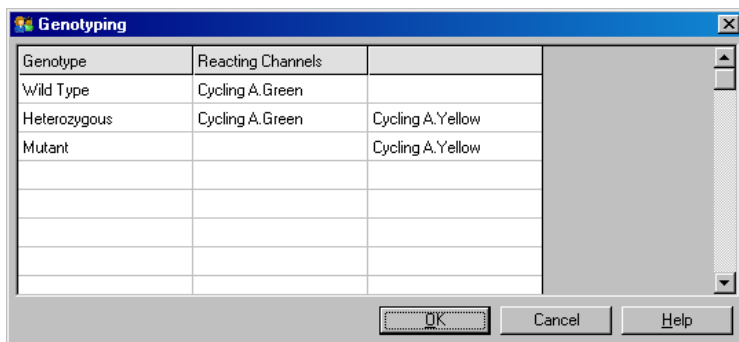 Genotyping
Genotype Reacting Channels
Wild Type Cycling A.Green
Heterozygous Cycling A.Green Cycling A.Yellow
Mutant Cycling A.Yellow
OK Cancel Help